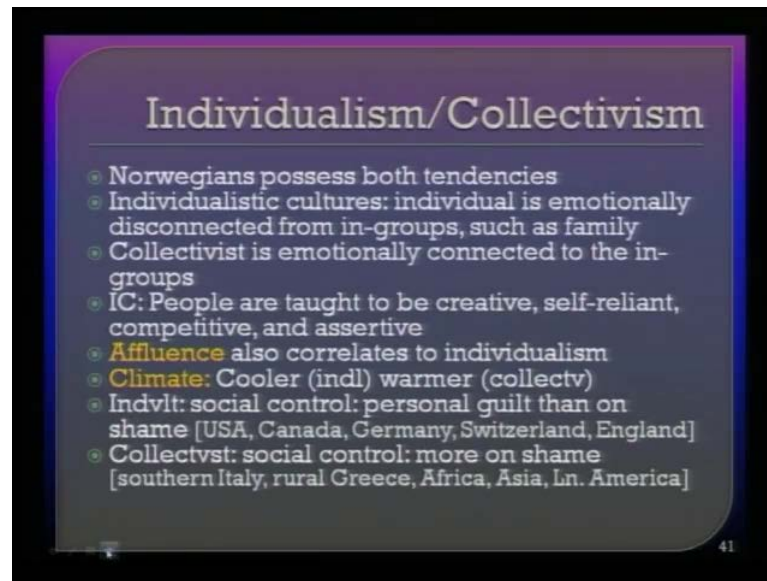 Individualism/Collectivism
Norwegians possess both tendencies
Individualistic cultures: individual is emotionally
disconnected from in-groups, such as family
Collectivist is emotionally connected to the in-
groups
IC: People are taught to be creative, self-reliant,
competitive, and assertive
Affluence also correlates to individualism
Climate: Cooler (indl) warmer (collectv)
Indvlt: social control: personal guilt than on
shame [USA, Canada, Germany, Switzerland, England]
Collectvst: social control: more on shame
[southern Italy, rural Greece, Africa, Asia, Ln. America]
41